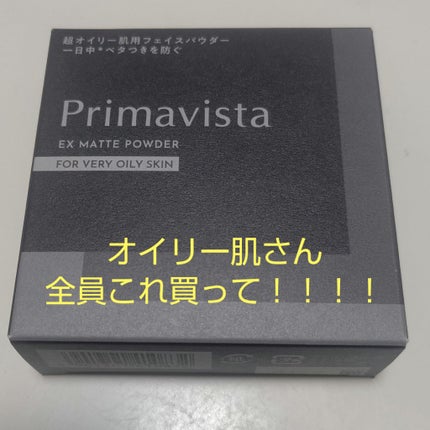 超オイリー肌用フェイスパウダー
一日中*ベタつきを防ぐ
Primavista
EX MATTE POWDER
FOR VERY OILY SKIN
オイリー肌さん
全員これ買って！！！！